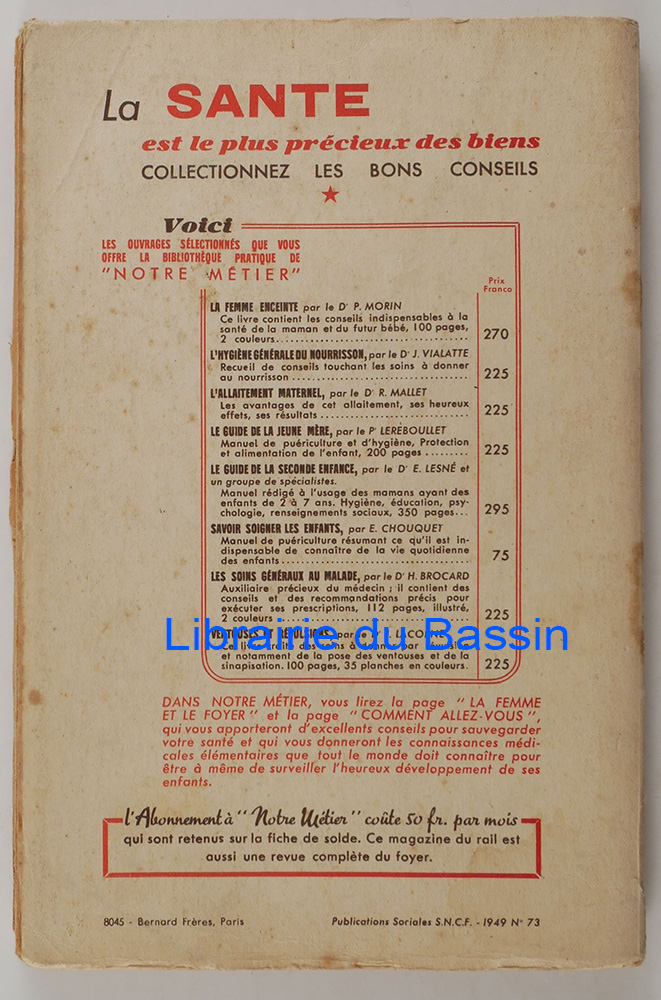 La SANTE
est le plus précieux des biens
COLLECTIONNEZ LES BONS CONSEILS
Voici
LES OUVRAGES SÉLECTIONNÉS QUE VOUS
OFFRE LA BIBLIOTHÈQUE PRATIQUE DE
"NOTRE MÉTIER"
Prix
Franco
LA FEMME ENCEINTE par le Dr P. MORIN
Ce livre contient les conseils indispensables à la
santé de la maman et du futur bébé, 100 pages,
2 couleurs........ 270
L'HYGIÈNE GÉNÉRALE DU NOURRISSON, par le Dr J. VIALATTE
Recueil de conseils touchant les soins à donner
au nourrisson ........ 225
L'ALLAITEMENT MATERNEL, par le Dr R. MALLET
Les avantages de cet allaitement, ses heureux
effets, ses résultats ........ 225
LE GUIDE DE LA JEUNE MÈRE, par le Pr LEREBOULLET
Manuel de puériculture et d'hygiène, Protection
et alimentation de l'enfant, 200 pages ......... 225
LE GUIDE DE LA SECONDE ENFANCE, par le Dr E. LESNÉ et
un groupe de spécialistes.
Manuel rédigé à l'usage des mamans ayant des
enfants de 2 à 7 ans. Hygiène, éducation, psy-
chologie, renseignements sociaux, 350 pages... 295
SAVOIR SOIGNER LES ENFANTS, par E. CHOUQUET
Manuel de puériculture résumant ce qu'il est in-
dispensable de connaître de la vie quotidienne
des enfants........ 75
LES SOINS GÉNÉRAUX AU MALADE, par le Dr H. BROCARD
Auxiliaire précieux du médecin ; il contient des
conseils et des recommandations précis pour
exécuter ses prescriptions, 112 pages, illustré,
2 couleurs ........ 225
Librairie du Bassin
VENTOUSES ET RÉVULSIONS, par le
Ce livre traite des soins à donner par
et notamment de la pose des ventouses et de la
sinapisation. 100 pages, 35 planches en couleurs. 225
DANS NOTRE MÉTIER, vous lirez la page "LA FEMME
ET LE FOYER" et la page "COMMENT ALLEZ-VOUS",
qui vous apporteront d'excellents conseils pour sauvegarder
votre santé et qui vous donneront les connaissances médi-
cales élémentaires que tout le monde doit connaître pour
être à même de surveiller l'heureux développement de ses
enfants.
l'Abonnement à "Notre Métier" coûte 50 fr. par mois
qui sont retenus sur la fiche de solde. Ce magazine du rail est
aussi une revue complète du foyer.
8045 - Bernard Frères, Paris
Publications Sociales S.N.C.F. - 1949 N° 73